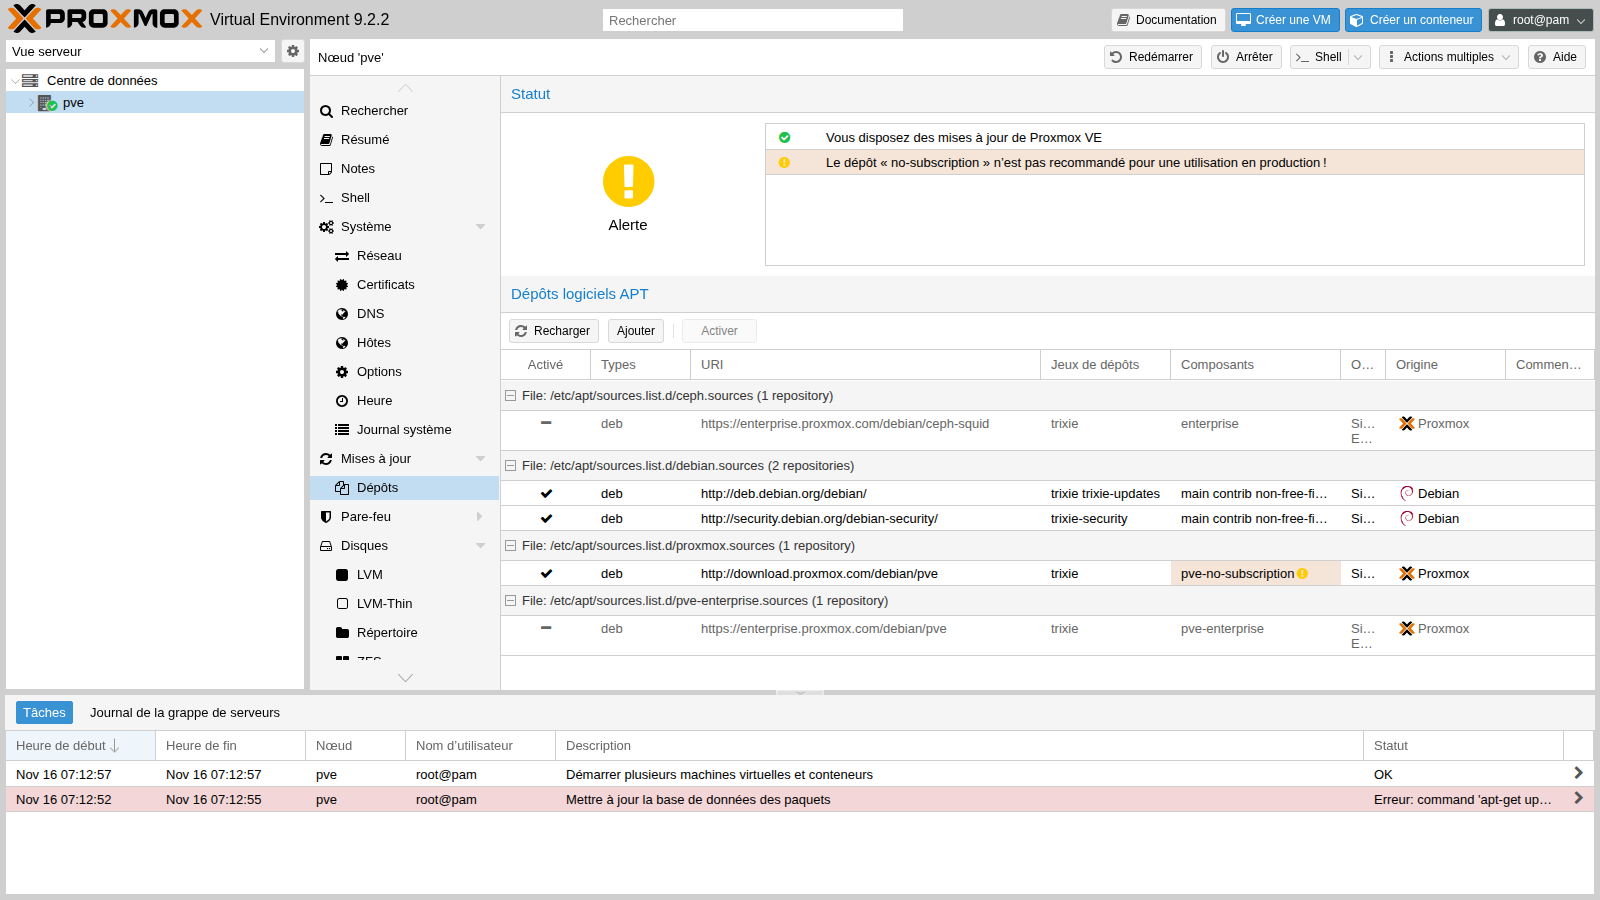 PROXMOX Virtual Environment 9.2.2
Rechercher
Documentation
Créer une VM
Créer un conteneur
root@pam
Vue serveur
Centre de données
pve
Nœud 'pve'
Redémarrer
Arrêter
Shell
Actions multiples
Aide
Rechercher
Résumé
Notes
Shell
Système
Réseau
Certificats
DNS
Hôtes
Options
Heure
Journal système
Mises à jour
Dépôts
Pare-feu
Disques
LVM
LVM-Thin
Répertoire
ZFS
Statut
Alerte
Vous disposez des mises à jour de Proxmox VE
Le dépôt « no-subscription » n’est pas recommandé pour une utilisation en production !
Dépôts logiciels APT
Recharger
Ajouter
Activer
Activé Types URI Jeux de dépôts Composants O… Origine Commen…
File: /etc/apt/sources.list.d/ceph.sources (1 repository)
deb https://enterprise.proxmox.com/debian/ceph-squid trixie enterprise Si… Proxmox
E…
File: /etc/apt/sources.list.d/debian.sources (2 repositories)
deb http://deb.debian.org/debian/ trixie trixie-updates main contrib non-free-fi… Si… Debian
deb http://security.debian.org/debian-security/ trixie-security main contrib non-free-fi… Si… Debian
File: /etc/apt/sources.list.d/proxmox.sources (1 repository)
deb http://download.proxmox.com/debian/pve trixie pve-no-subscription Si… Proxmox
File: /etc/apt/sources.list.d/pve-enterprise.sources (1 repository)
deb https://enterprise.proxmox.com/debian/pve trixie pve-enterprise Si… Proxmox
E…
Tâches
Journal de la grappe de serveurs
Heure de début Heure de fin Nœud Nom d’utilisateur Description Statut
Nov 16 07:12:57 Nov 16 07:12:57 pve root@pam Démarrer plusieurs machines virtuelles et conteneurs OK
Nov 16 07:12:52 Nov 16 07:12:55 pve root@pam Mettre à jour la base de données des paquets Erreur: command 'apt-get up…